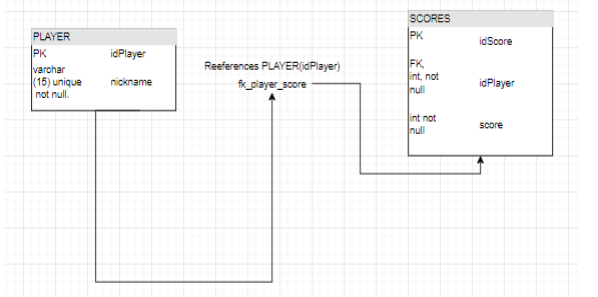 PLAYER
PK idPlayer
varchar
(15) unique nickname
not null.
Reeferences PLAYER(idPlayer)
fk_player_score
SCORES
PK idScore
FK,
int, not idPlayer
null
int not score
null